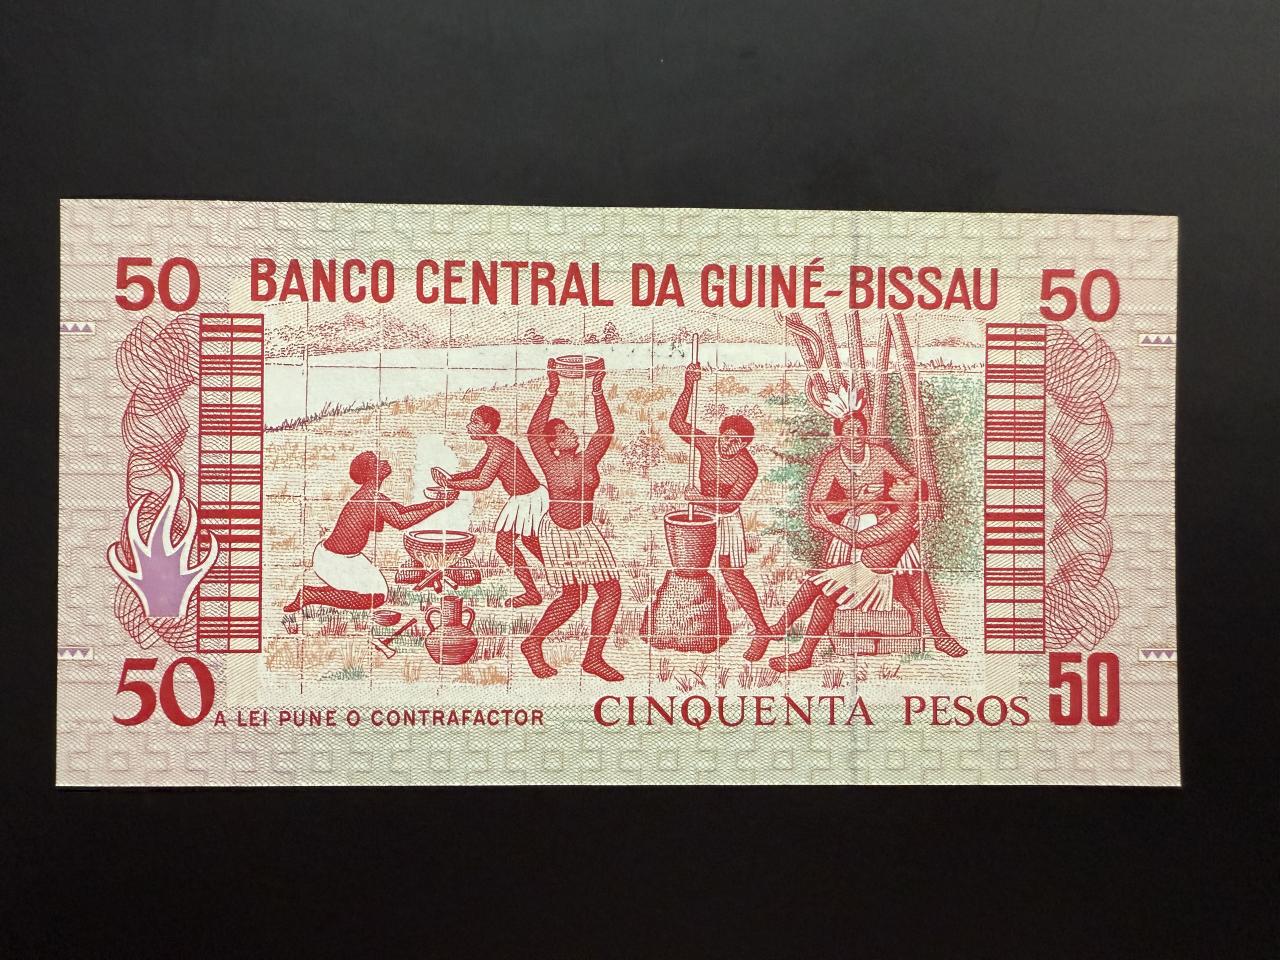 50 BANCO CENTRAL DA GUINÉ-BISSAU 50
50 A LEI PUNE O CONTRAFACTOR CINQUENTA PESOS 50